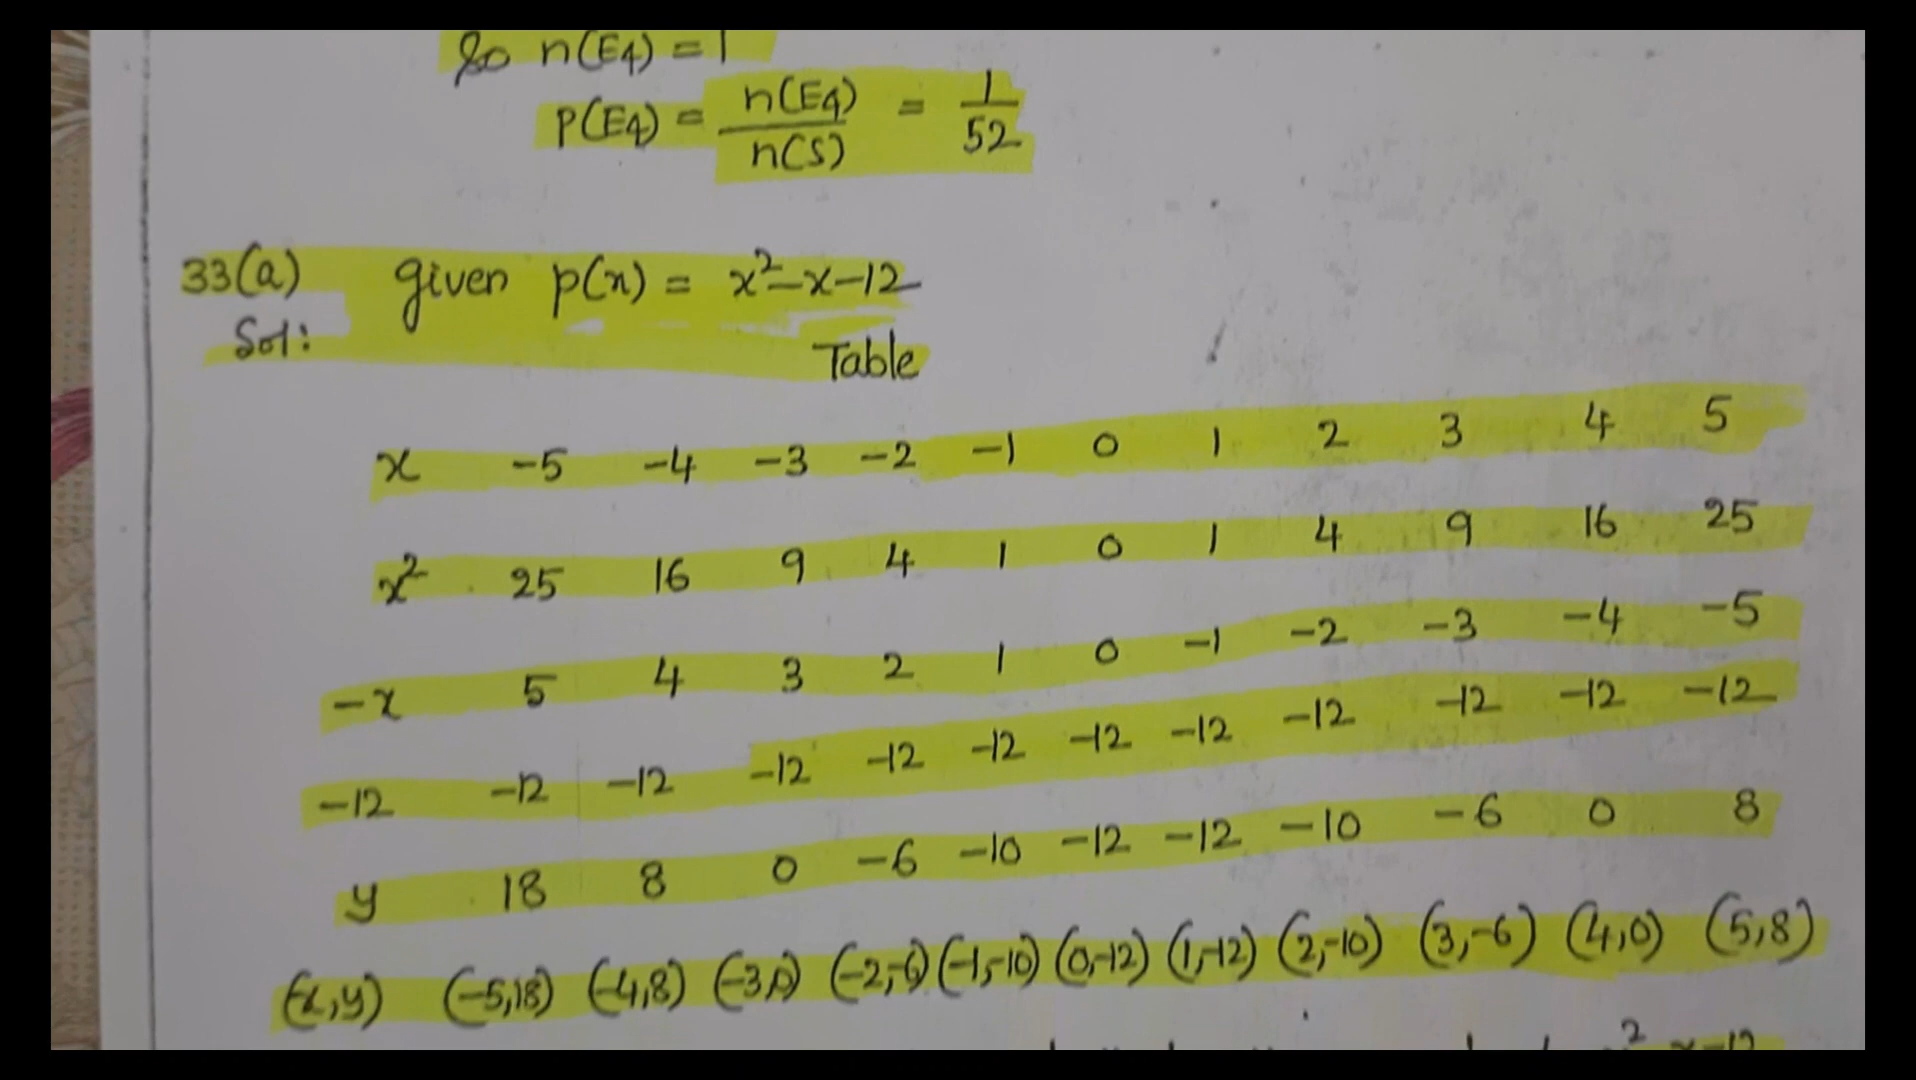 So n(E4) = 1
P(E4) = n(E4)/n(S) = 1/52
33(a) given p(x) = x²-x-12
Sol:
Table
x -5 -4 -3 -2 -1 0 1 2 3 4 5
x² 25 16 9 4 1 0 1 4 9 16 25
-x 5 4 3 2 1 0 -1 -2 -3 -4 -5
-12 -12 -12 -12 -12 -12 -12 -12 -12 -12 -12 -12
y 18 8 0 -6 -10 -12 -12 -10 -6 0 8
(x,y) (-5,18) (-4,8) (-3,0) (-2,-6) (-1,-10) (0,-12) (1,-12) (2,-10) (3,-6) (4,0) (5,8)